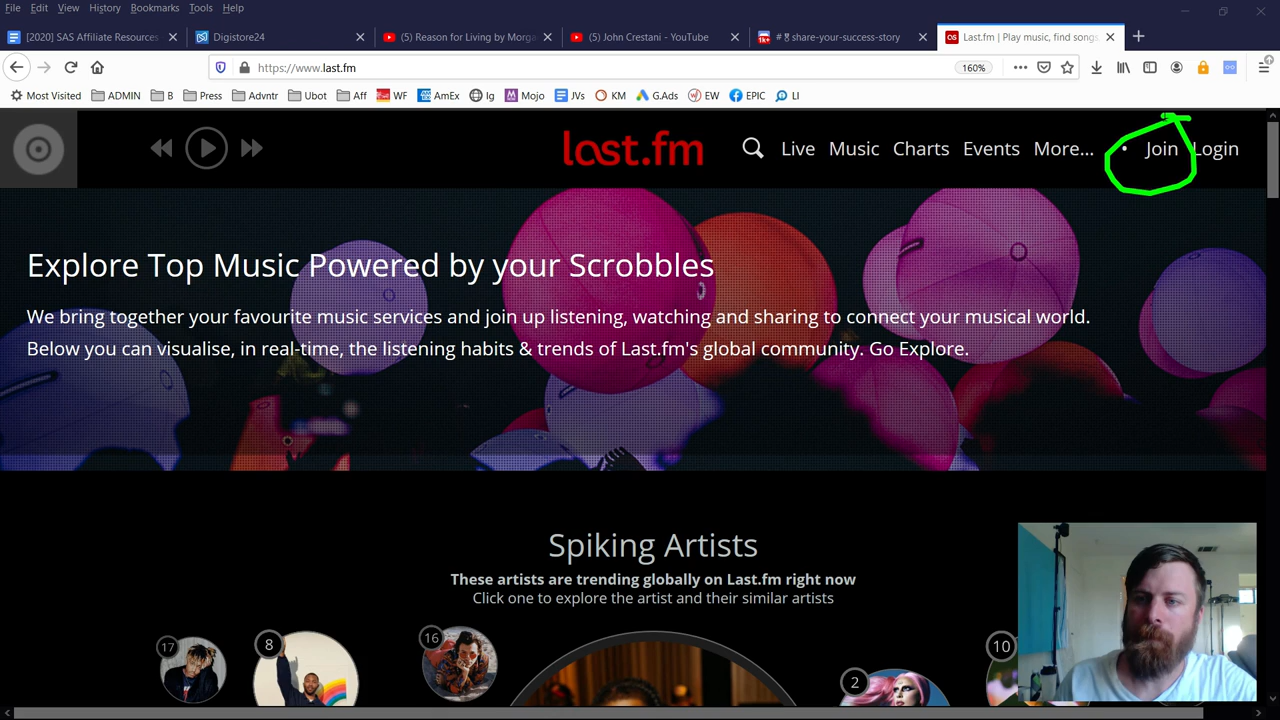 File Edit View History Bookmarks Tools Help
[2020] SAS Affiliate Resources
Digistore24
(5) Reason for Living by Morga
(5) John Crestani - YouTube
1k+ # share-your-success-story
Last.fm | Play music, find songs,
https://www.last.fm
160%
Most Visited ADMIN B Press Advntr Ubot Aff WF AmEx Ig Mojo JVs KM G.Ads EW EPIC LI
last.fm
Live Music Charts Events More... • Join Login
Explore Top Music Powered by your Scrobbles
We bring together your favourite music services and join up listening, watching and sharing to connect your musical world.
Below you can visualise, in real-time, the listening habits & trends of Last.fm's global community. Go Explore.
Spiking Artists
These artists are trending globally on Last.fm right now
Click one to explore the artist and their similar artists
17
8
16
2
10